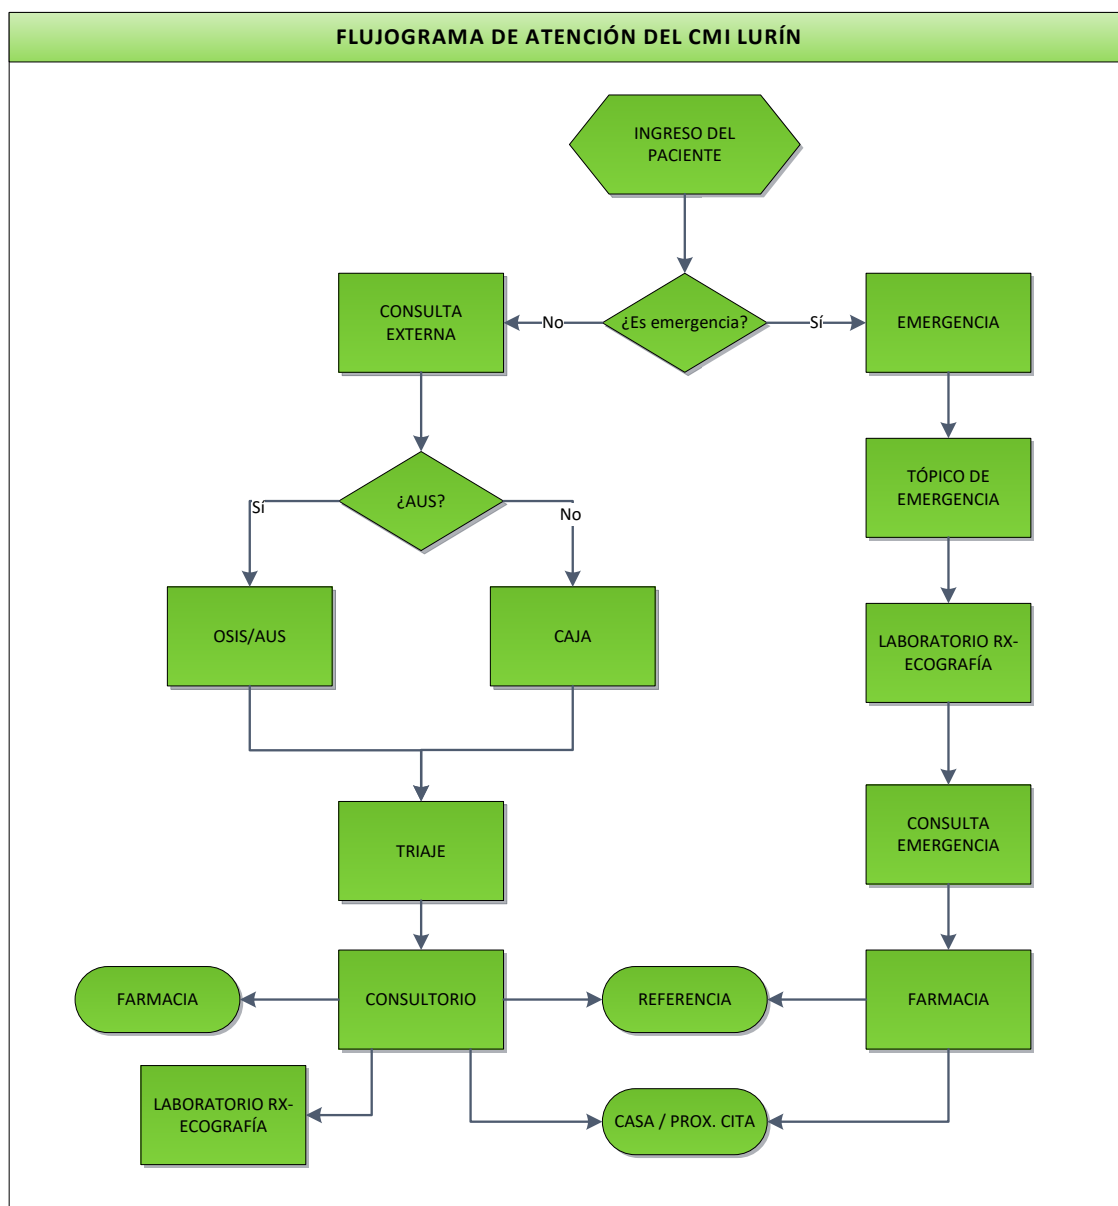 FLUJOGRAMA DE ATENCIÓN DEL CMI LURÍN
INGRESO DEL
PACIENTE
CONSULTA
EXTERNA
No
¿Es emergencia?
Sí
EMERGENCIA
¿AUS?
Sí
No
TÓPICO DE
EMERGENCIA
OSIS/AUS
CAJA
LABORATORIO RX-
ECOGRAFÍA
TRIAJE
CONSULTA
EMERGENCIA
FARMACIA
CONSULTORIO
REFERENCIA
FARMACIA
LABORATORIO RX-
ECOGRAFÍA
CASA / PROX. CITA